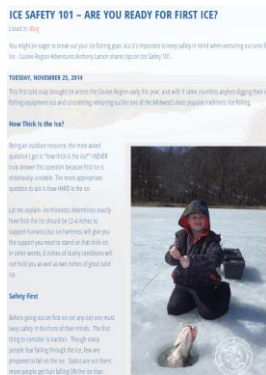 ICE SAFETY 101 – ARE YOU READY FOR FIRST ICE?
Listed in: Blog
You might be eager to break out your ice fishing gear, but it's important to keep safety in mind when venturing out onto
ice. Coulee Region Adventures Anthony Larson shares tips on Ice Safety 101.
TUESDAY, NOVEMBER 25, 2014
The first cold snap brought ice across the Coulee Region early this year, and with it came countless anglers digging their
fishing equipment out and considering venturing out for one of the Midwest's most popular traditions: ice fishing.
How Thick Is the Ice?
Being an outdoor resource, the most asked
question I get is "how thick is the ice?" I NEVER
truly answer this question because first ice is
notoriously unstable. The more appropriate
question to ask is how HARD is the ice.
Let me explain- ice thickness determines exactly
how thick the ice should be (2-4 inches to
support humans) but ice hardness will give you
the support you need to stand on that thick ice.
In other words, 6 inches of slushy conditions will
not hold you as well as two inches of good solid
ice.
Safety First
Before going out on first ice (or any ice) one must
keep safety in the forefront of their minds. The first
thing to consider is traction. Though many
people fear falling through the ice, few are
prepared to fall on the ice. Statics are out there:
more people get hurt falling ON the ice than